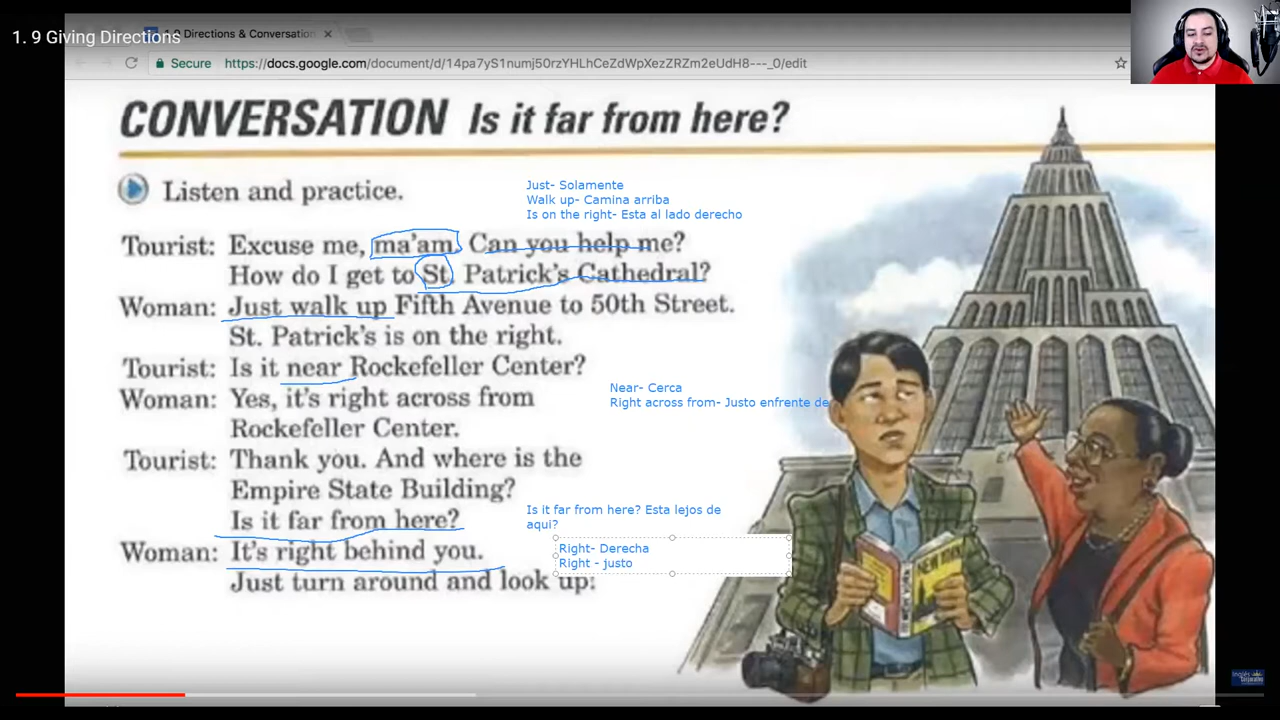 1. 9 Giving Directions
Directions & Conversation
Secure https://docs.google.com/document/d/14pa7yS1numj50rzYHLhCeZdWpXezZRZm2eUdH8---_0/edit
CONVERSATION Is it far from here?
Listen and practice.
Just- Solamente
Walk up- Camina arriba
Is on the right- Esta al lado derecho
Tourist: Excuse me, ma'am. Can you help me?
How do I get to St. Patrick's Cathedral?
Woman: Just walk up Fifth Avenue to 50th Street.
St. Patrick's is on the right.
Tourist: Is it near Rockefeller Center?
Woman: Yes, it's right across from
Rockefeller Center.
Near- Cerca
Right across from- Justo enfrente de
Tourist: Thank you. And where is the
Empire State Building?
Is it far from here?
Is it far from here? Esta lejos de
aqui?
Woman: It's right behind you.
Just turn around and look up!
Right- Derecha
Right - justo
NEW YORK
Inglés